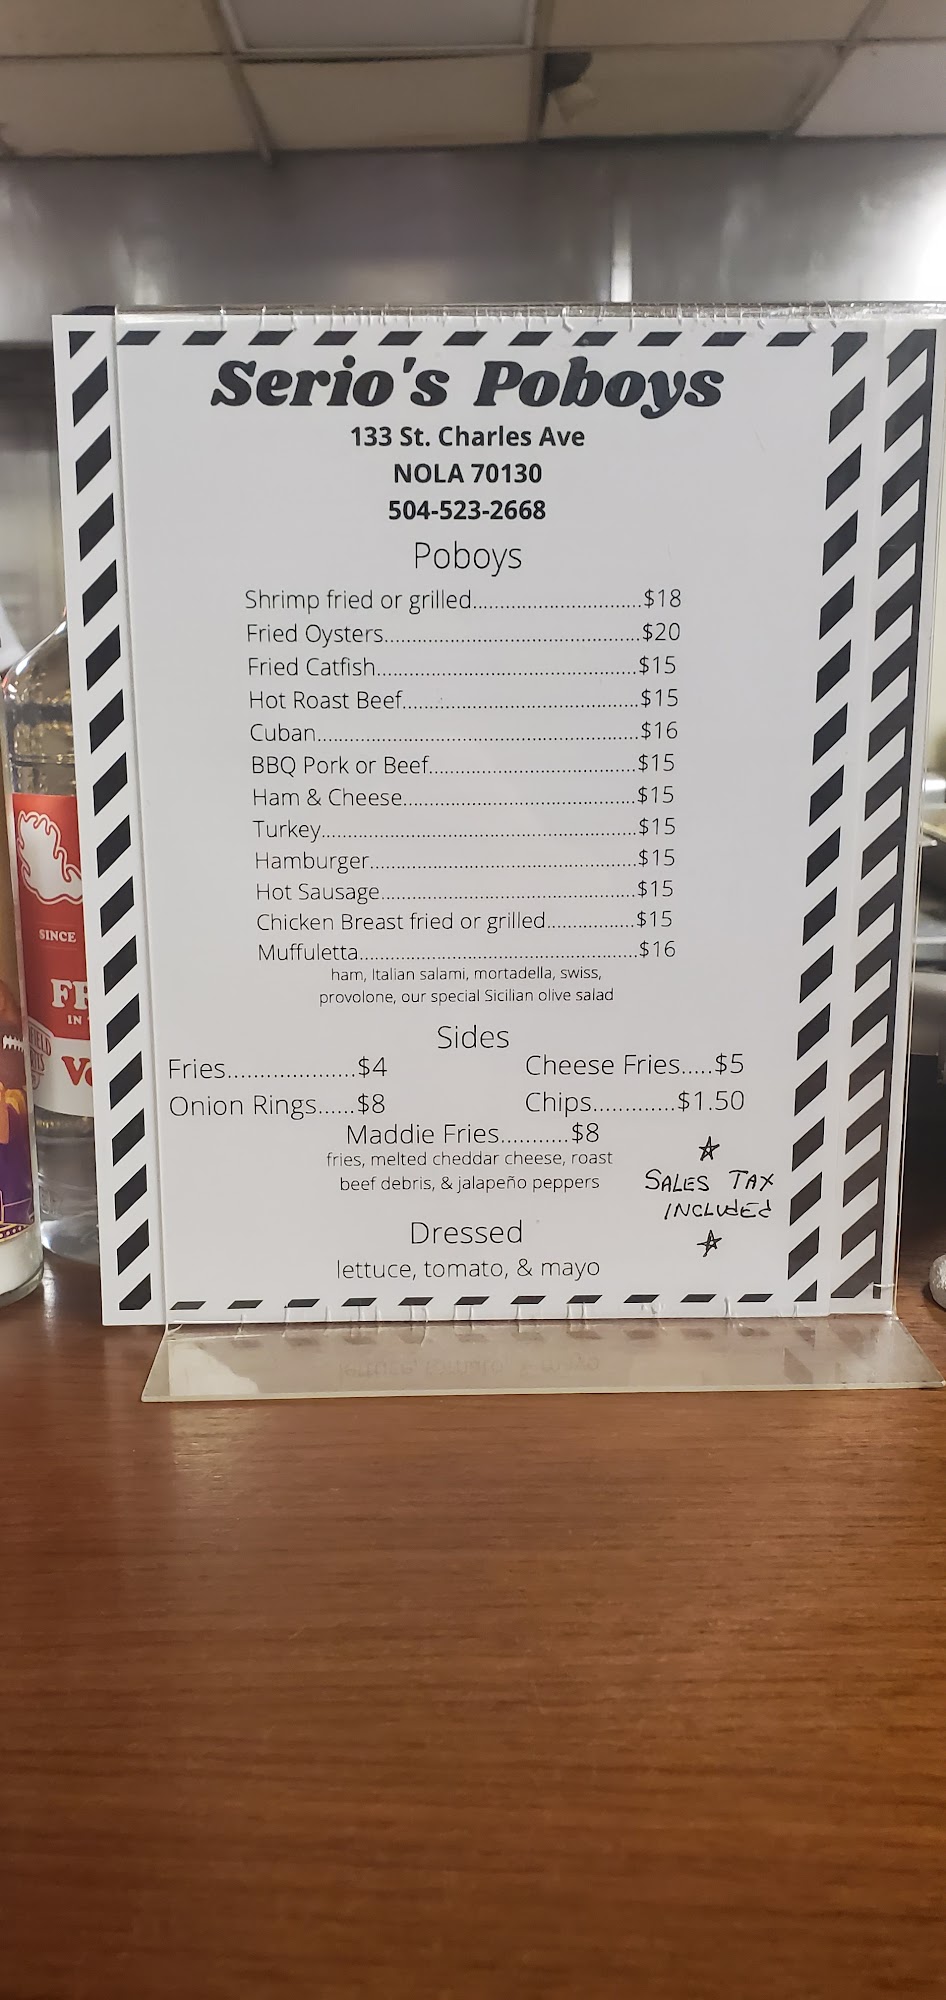 Serio's Poboys
133 St. Charles Ave
NOLA 70130
504-523-2668
Poboys
Shrimp fried or grilled..............................$18
Fried Oysters.............................................$20
Fried Catfish..............................................$15
Hot Roast Beef.........................................$15
Cuban.........................................................$16
BBQ Pork or Beef.....................................$15
Ham & Cheese.........................................$15
Turkey........................................................$15
Hamburger...............................................$15
Hot Sausage.............................................$15
Chicken Breast fried or grilled................$15
Muffuletta.................................................$16
ham, Italian salami, mortadella, swiss,
provolone, our special Sicilian olive salad
Sides
Fries...................$4 Cheese Fries.....$5
Onion Rings......$8 Chips............$1.50
Maddie Fries...........$8
fries, melted cheddar cheese, roast
beef debris, & jalapeño peppers
SALES TAX
INCLUDED
Dressed
lettuce, tomato, & mayo
SINCE
IN